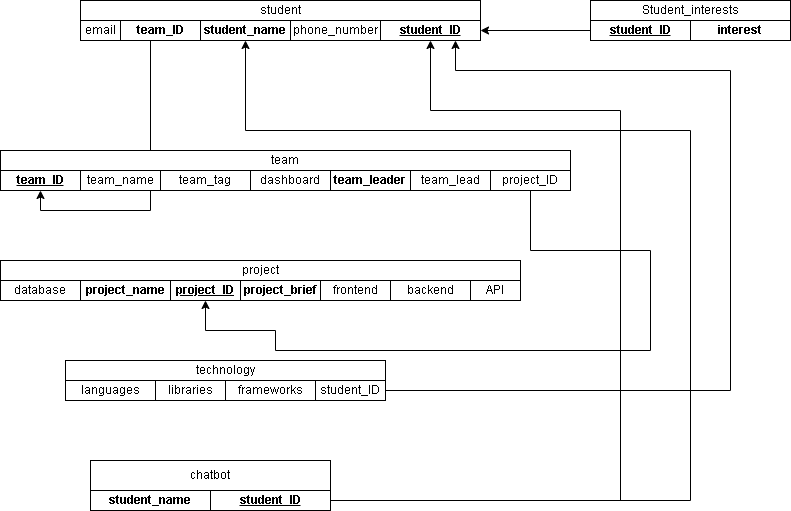 student
email team_ID student_name phone_number student_ID
Student_interests
student_ID interest
team
team_ID team_name team_tag dashboard team_leader team_lead project_ID
project
database project_name project_ID project_brief frontend backend API
technology
languages libraries frameworks student_ID
chatbot
student_name student_ID